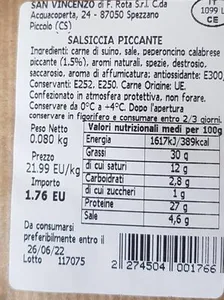 SAN VINCENZO di F. Rota S.r.l. C.da
Acquacoperta, 24 - 87050 Spezzano
Piccolo (CS)
IT
1099 L
CE
SALSICCIA PICCANTE
Ingredienti: carne di suino, sale, peperoncino calabrese
piccante (1.5%), aromi naturali, spezie, destrosio,
saccarosio, aroma di affumicatura; antiossidante: E300,
Conservanti: E252, E250. Carne Origine: UE.
Confezionato in atmosfera protettiva, non forare.
Conservare da 0°C a +4°C. Dopo l'apertura
conservare in figorifero e consumare entro 2/3 giorni.
Peso Netto
0.080 kg
Prezzo
21.99 EU/kg
Importo
1.76 EU
Valori nutrizionali medi per 100g
Energia 1617kJ/389kcal
Grassi 30 g
di cui saturi 12 g
Carboidrati 2,8 g
di cui zuccheri 1 g
Proteine 27 g
Sale 4,6 g
Da consumarsi
preferibilmente entro il
26/06/22
Lotto 117075
2 274504 001766